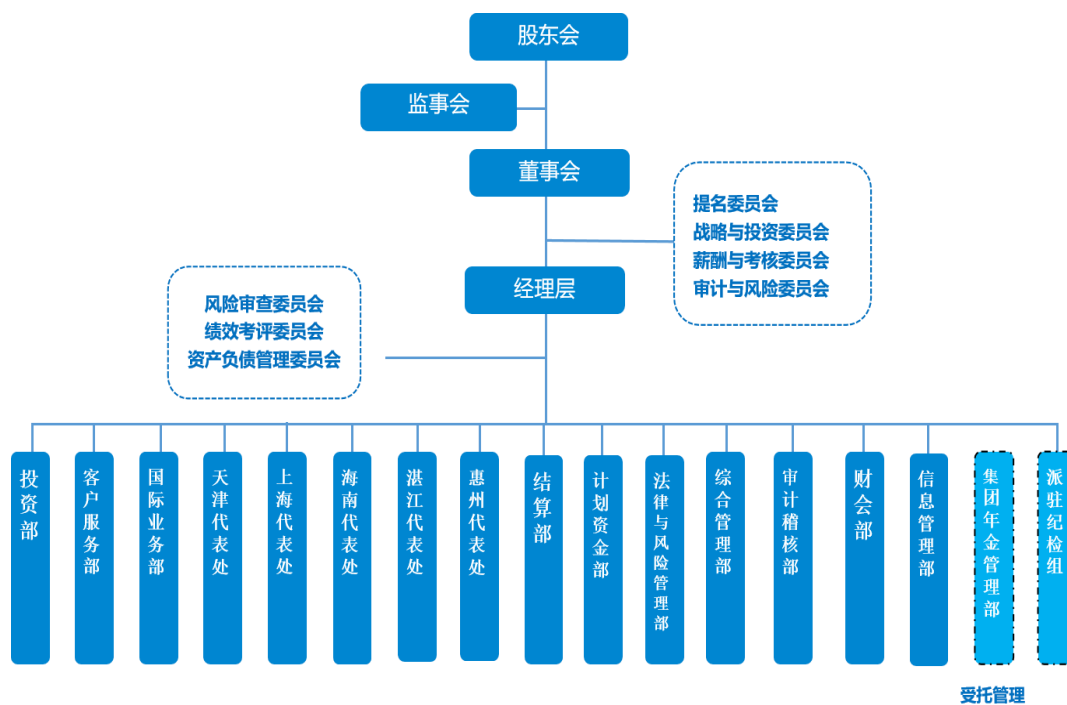 股东会
监事会
董事会
提名委员会
战略与投资委员会
薪酬与考核委员会
审计与风险委员会
经理层
风险审查委员会
绩效考评委员会
资产负债管理委员会
投资部
客户服务部
国际业务部
天津代表处
上海代表处
海南代表处
湛江代表处
惠州代表处
结算部
计划资金部
法律与风险管理部
综合管理部
审计稽核部
财会部
信息管理部
集团年金管理部
派驻纪检组
受托管理